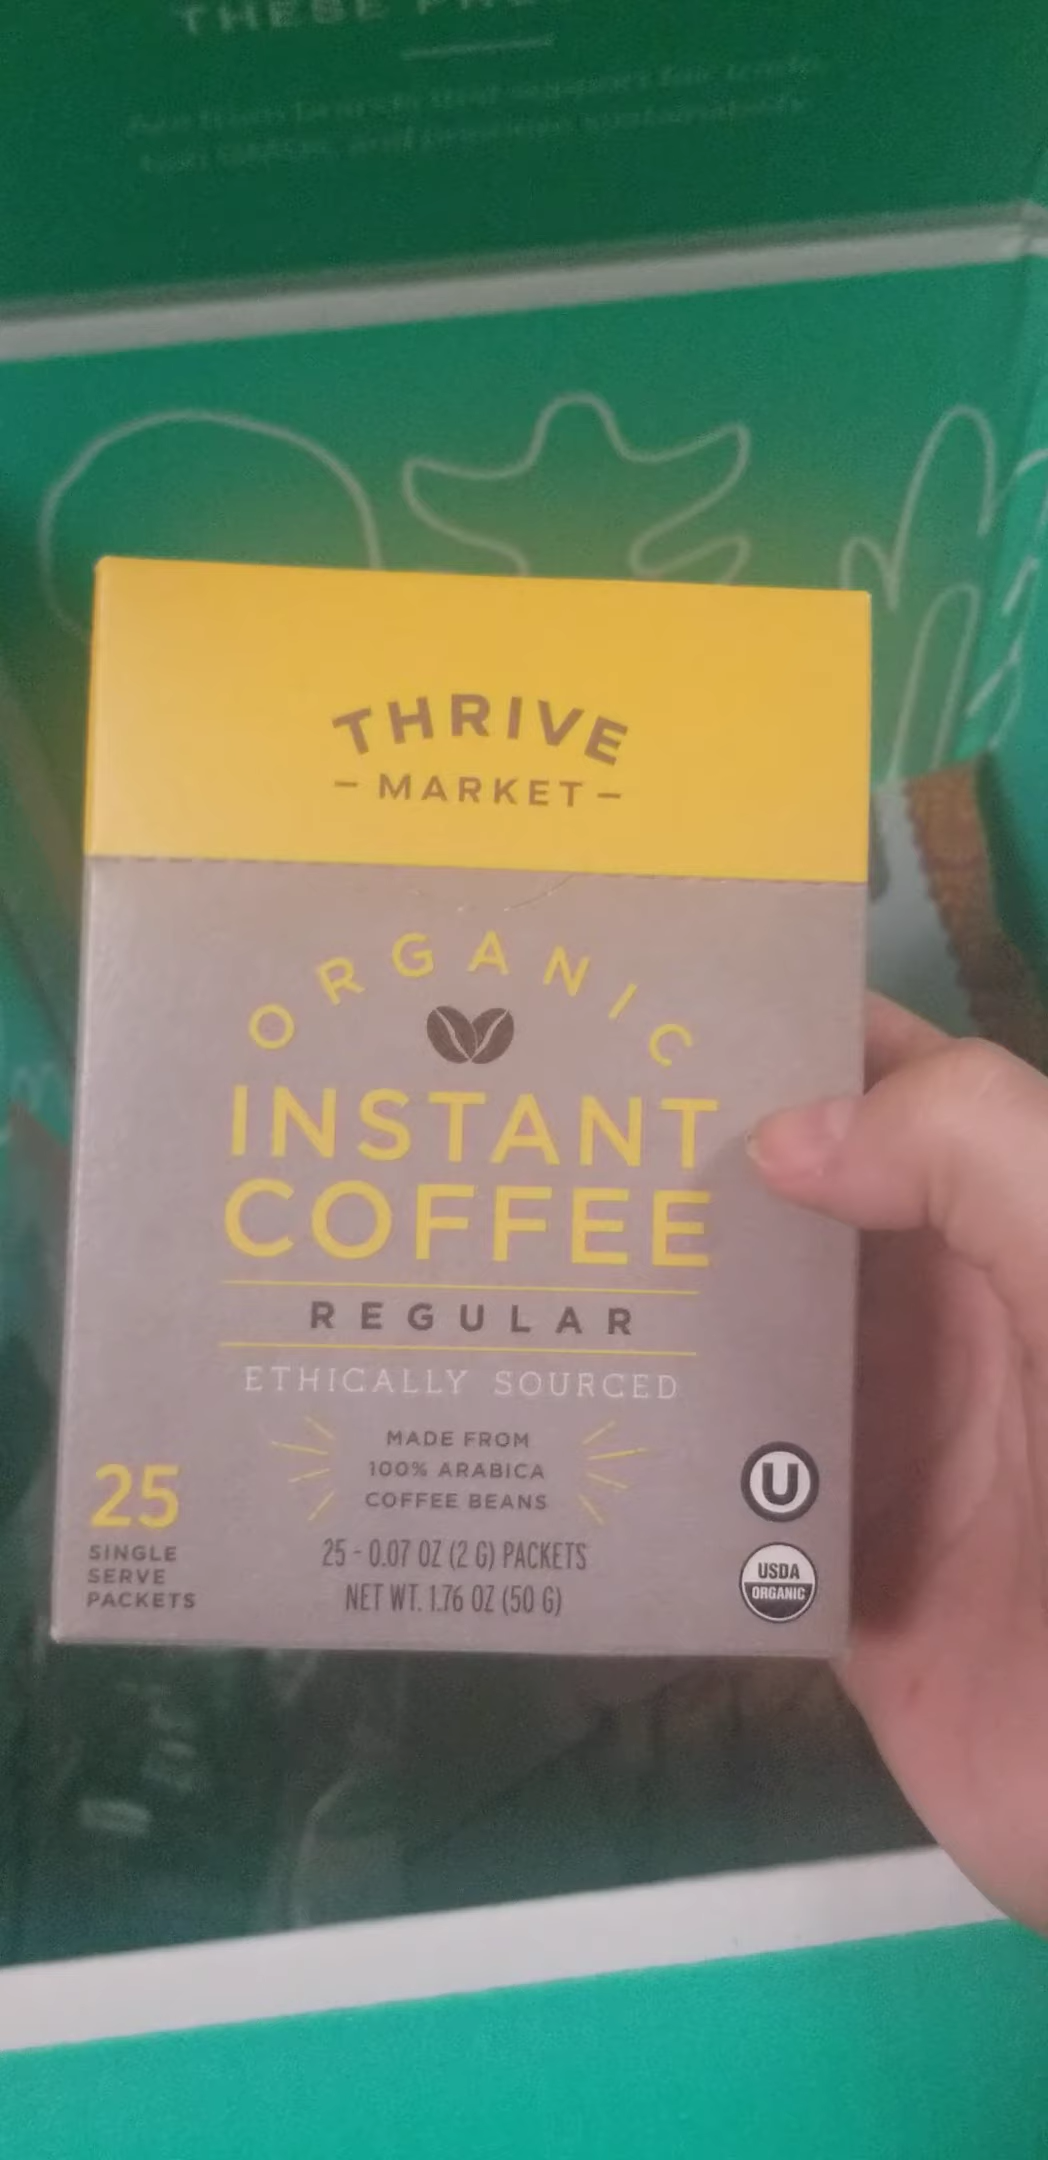 THESE
THRIVE
- MARKET -
ORGANIC
INSTANT
COFFEE
REGULAR
ETHICALLY SOURCED
MADE FROM
100% ARABICA
COFFEE BEANS
25
SINGLE
SERVE
PACKETS
25 - 0.07 OZ (2 G) PACKETS
NET WT. 1.76 OZ (50 G)
U
USDA
ORGANIC